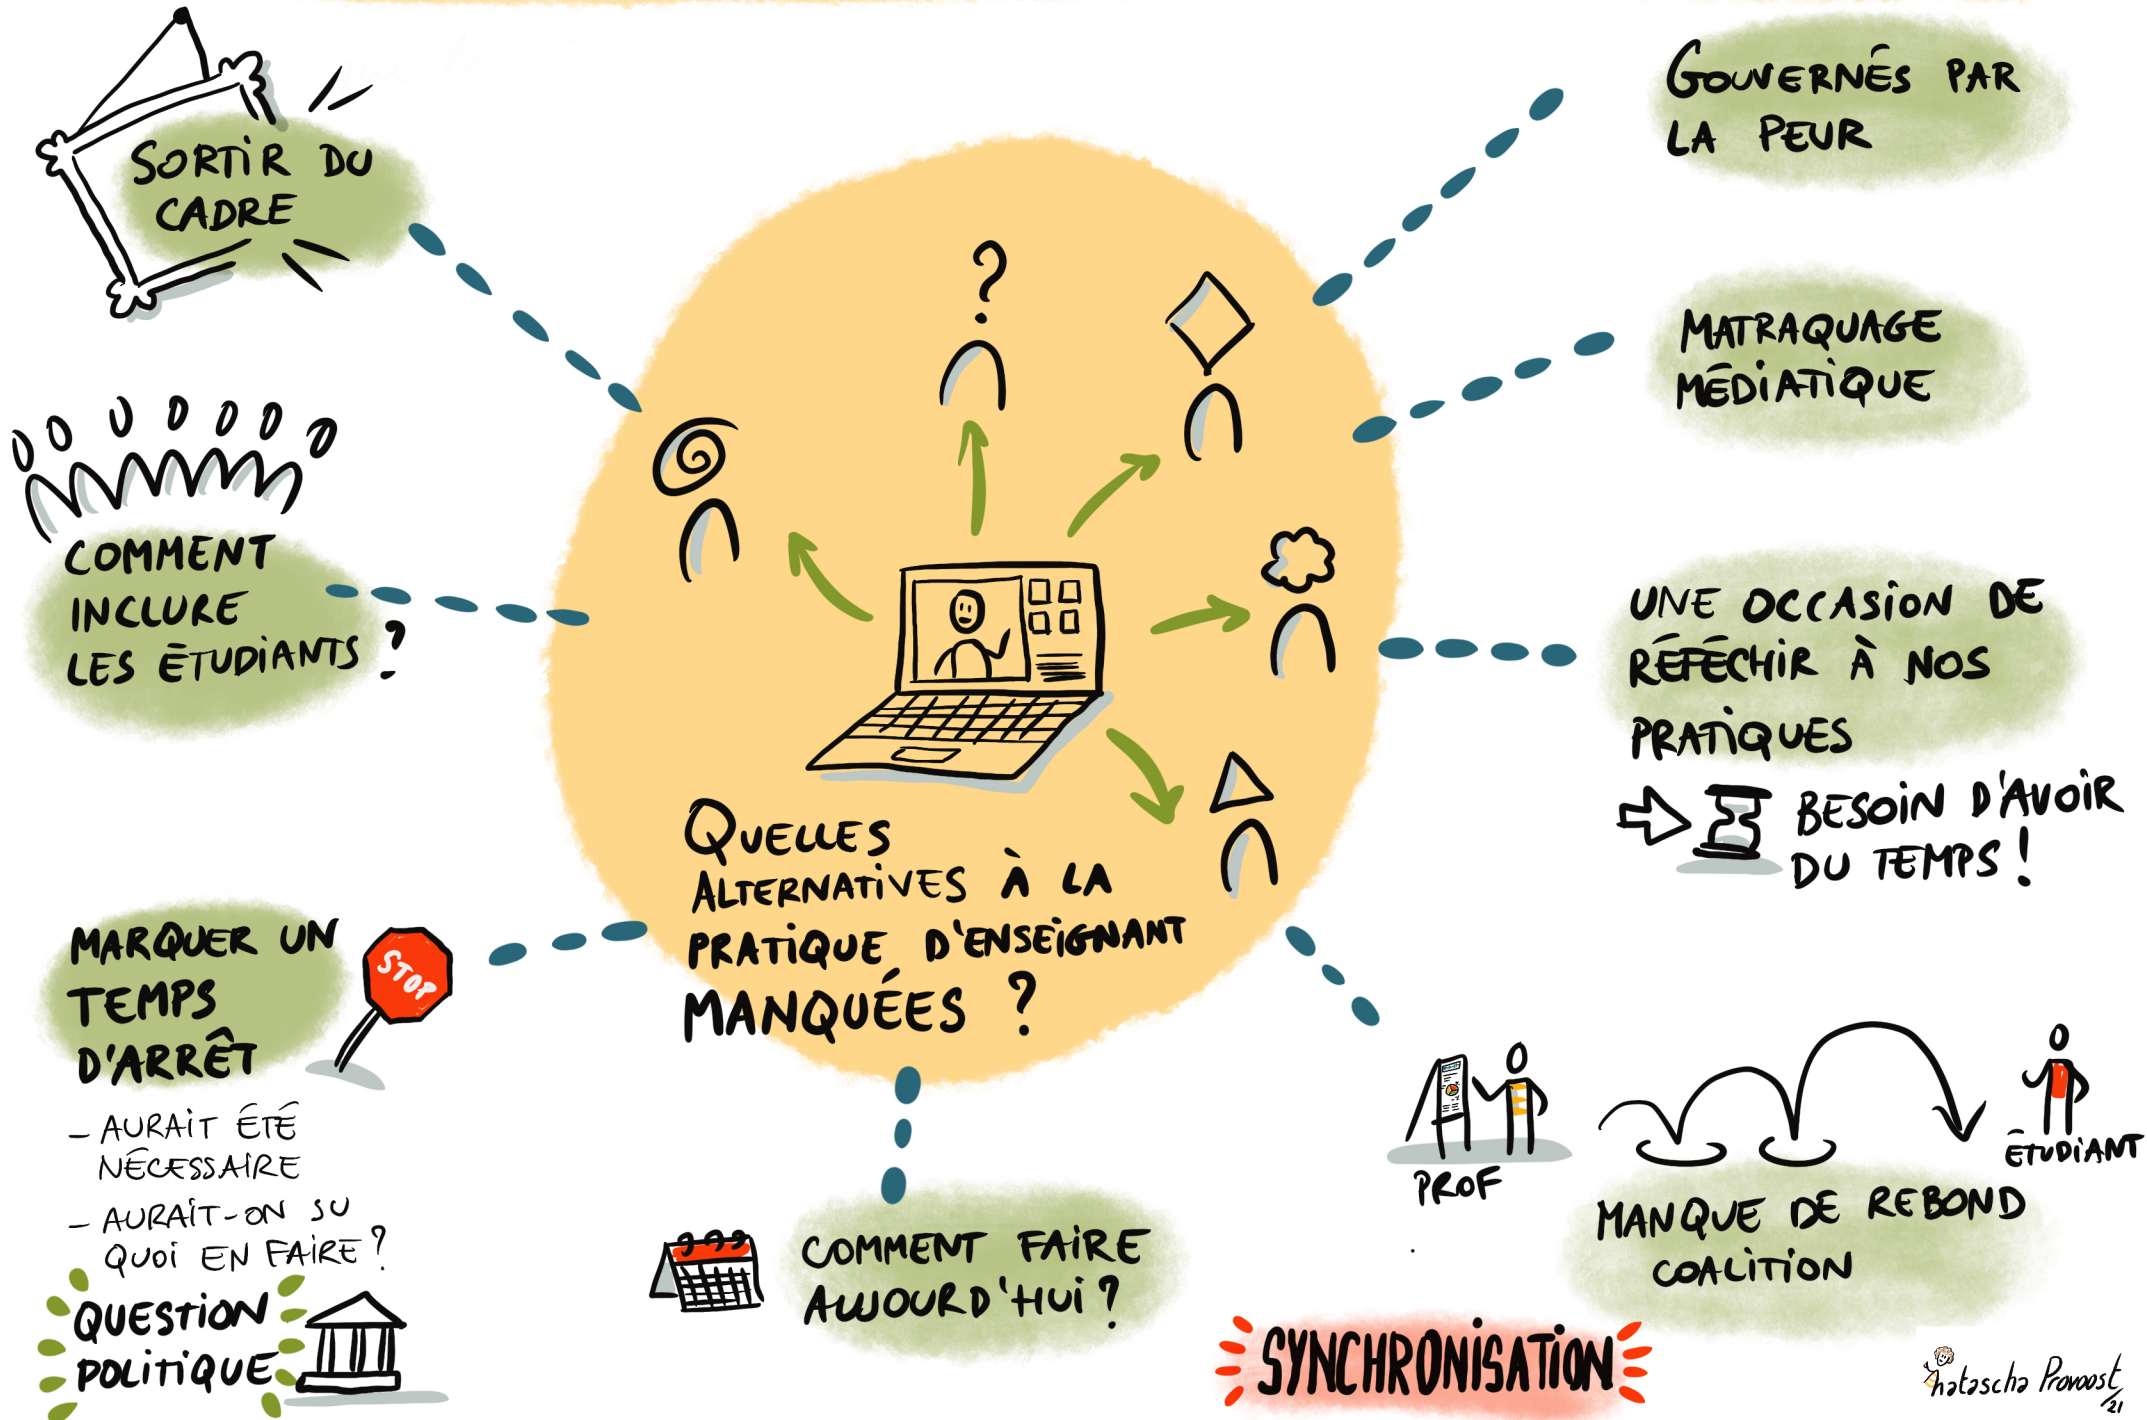 SORTIR DU
CADRE
COMMENT
INCLURE
LES ÉTUDIANTS ?
MARQUER UN
TEMPS
D'ARRÊT
STOP
- AURAIT ÉTÉ
NÉCESSAIRE
- AURAIT-ON SU
QUOI EN FAIRE ?
QUESTION
POLITIQUE
QUELLES
ALTERNATIVES À LA
PRATIQUE D'ENSEIGNANT
MANQUÉES ?
COMMENT FAIRE
AUJOURD'HUI ?
GOUVERNÉS PAR
LA PEUR
MATRAQUAGE
MÉDIATIQUE
UNE OCCASION DE
RÉFÉCHIR À NOS
PRATIQUES
BESOIN D'AVOIR
DU TEMPS !
PROF
ÉTUDIANT
MANQUE DE REBOND
COALITION
SYNCHRONISATION
Natascha Provoost
/21